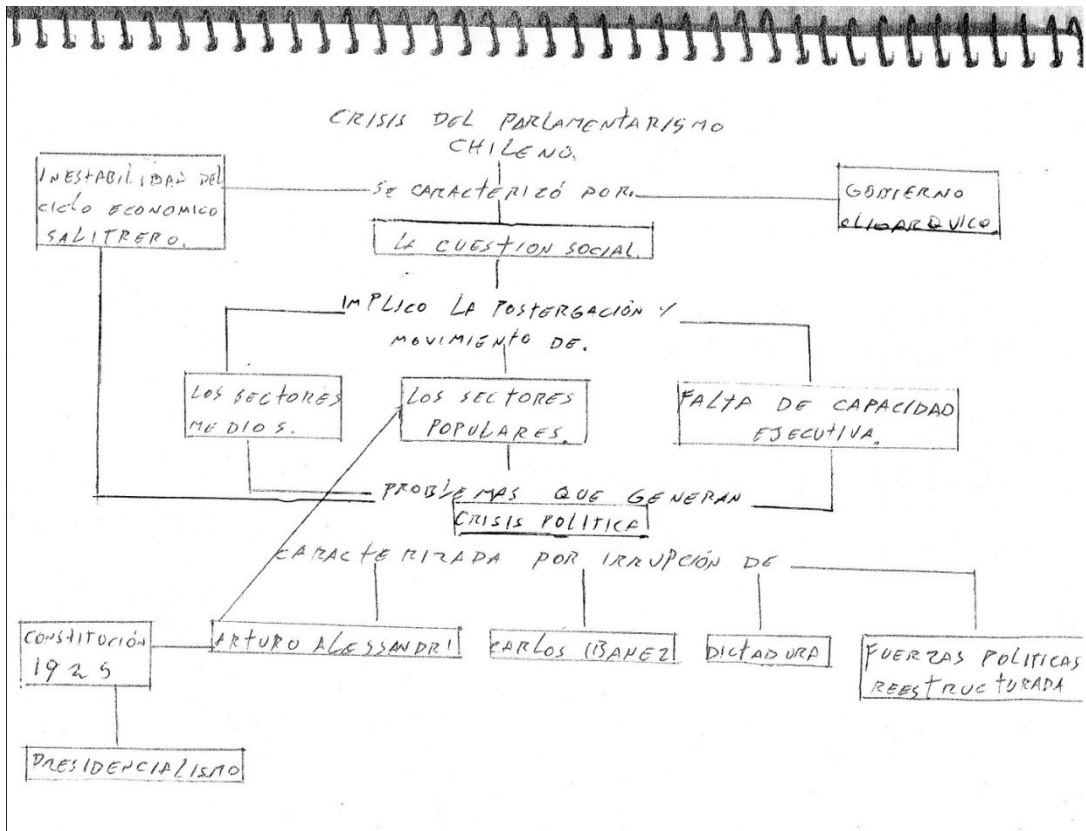 CRISIS DEL PARLAMENTARISMO
CHILENO.
INESTABILIDAD DEL
CICLO ECONOMICO
SALITRERO.
SE CARACTERIZÓ POR.
GOBIERNO
OLIGARQUICO.
LA CUESTION SOCIAL.
IMPLICO LA POSTERGACIÓN Y
MOVIMIENTO DE.
LOS SECTORES
MEDIOS.
LOS SECTORES
POPULARES.
FALTA DE CAPACIDAD
EJECUTIVA.
PROBLEMAS QUE GENERAN
CRISIS POLITICA
CARACTERIZADA POR IRRUPCIÓN DE
CONSTITUCIÓN
1925
ARTURO ALESSANDRI
CARLOS IBANEZ
DICTADURA
FUERZAS POLITICAS
REESTRUCTURADA
PRESIDENCIALISMO